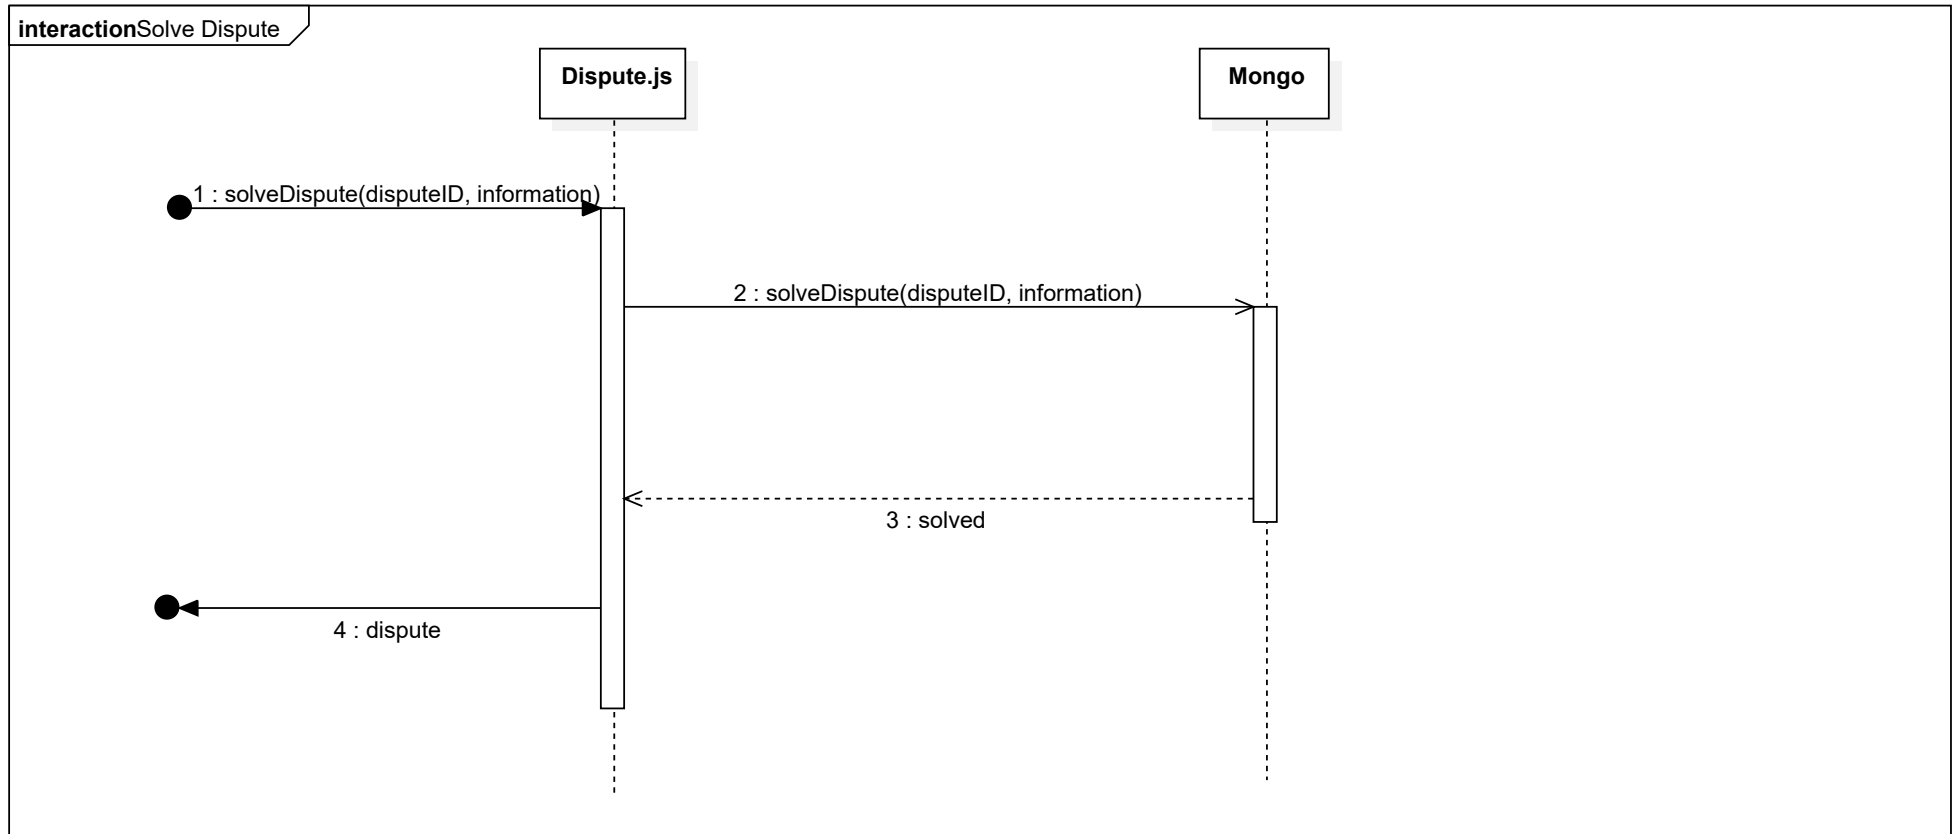 interactionSolve Dispute
Dispute.js
Mongo
1 : solveDispute(disputeID, information)
2 : solveDispute(disputeID, information)
3 : solved
4 : dispute